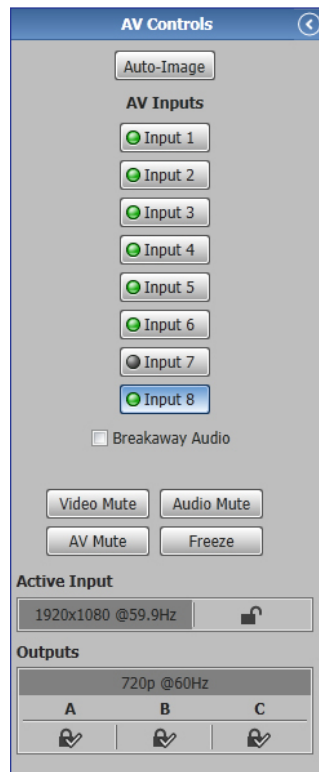 AV Controls
Auto-Image
AV Inputs
Input 1
Input 2
Input 3
Input 4
Input 5
Input 6
Input 7
Input 8
Breakaway Audio
Video Mute Audio Mute
AV Mute Freeze
Active Input
1920x1080 @59.9Hz
Outputs
720p @60Hz
A B C